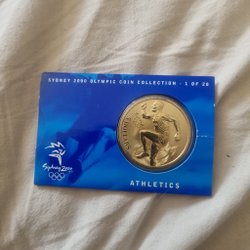 SYDNEY 2000 OLYMPIC COIN COLLECTION - 1 OF 28
Sydney 2000
ATHLETICS